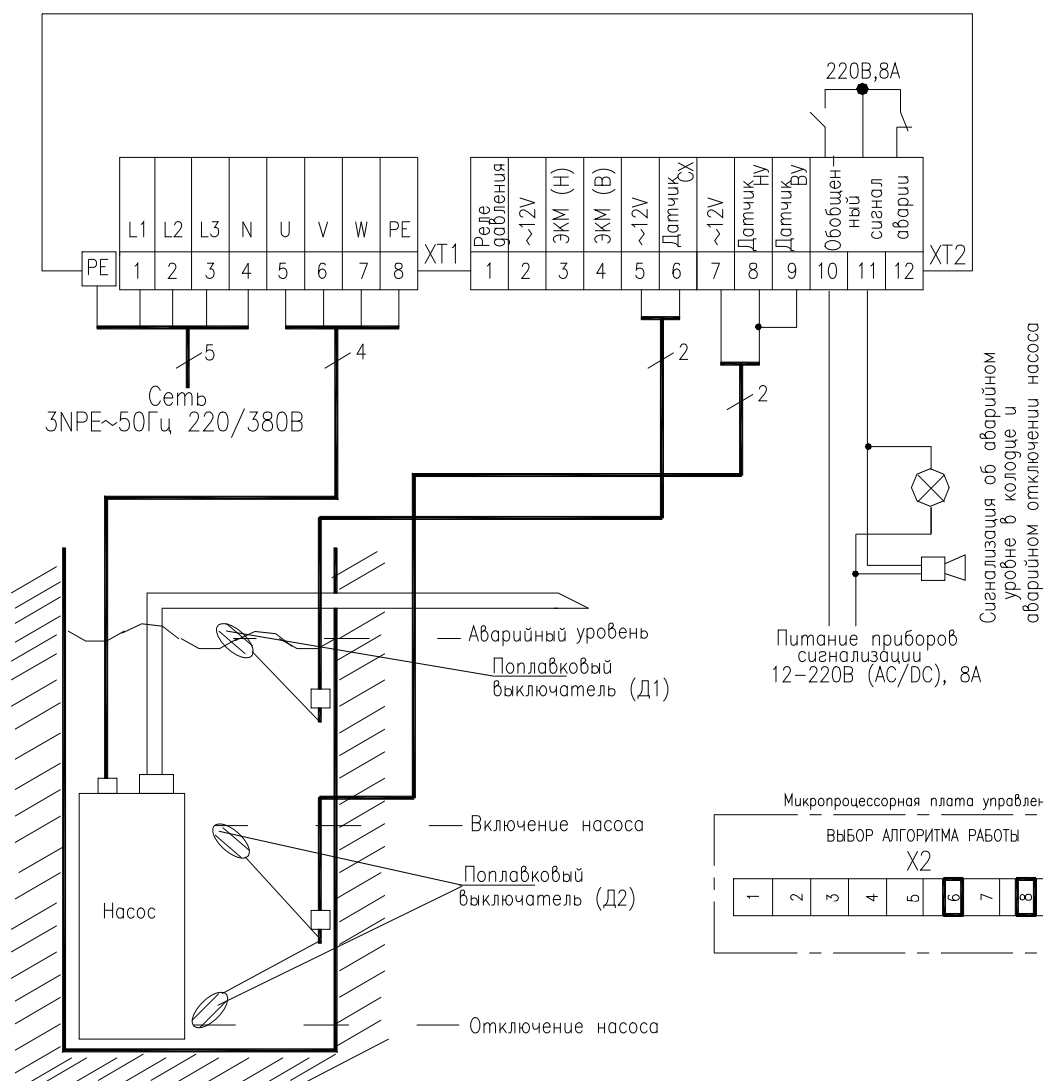 220В,8А
L1 L2 L3 N U V W PE
Реле давления
~12V
ЭКМ (Н)
ЭКМ (В)
~12V
Датчик СХ
~12V
Датчик НУ
Датчик ВУ
Обобщен-
ный
сигнал
аварии
XT1
XT2
PE 1 2 3 4 5 6 7 8
1 2 3 4 5 6 7 8 9 10 11 12
5
4
2
2
Сеть
3NPE~50Гц 220/380В
Сигнализация об аварийном
уровне в колодце и
аварийном отключении насоса
Аварийный уровень
Поплавковый
выключатель (Д1)
Питание приборов
сигнализации
12-220В (AC/DC), 8А
Включение насоса
Поплавковый
выключатель (Д2)
Насос
Отключение насоса
Микропроцессорная плата управлен
ВЫБОР АЛГОРИТМА РАБОТЫ
X2
1 2 3 4 5 6 7 8